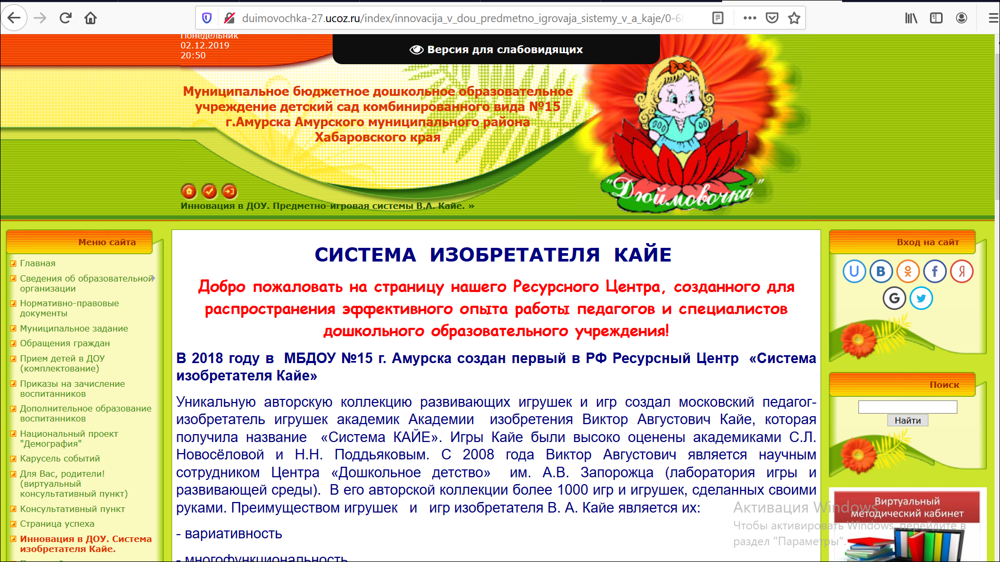 duimovochka-27.ucoz.ru/index/innovacija_v_dou_predmetno_igrovaja_sistemy_v_a_kaje/0-68
Понедельник
02.12.2019
20:50
Версия для слабовидящих
Муниципальное бюджетное дошкольное образовательное
учреждение детский сад комбинированного вида №15
г.Амурска Амурского муниципального района
Хабаровского края
"Дюймовочка"
Инновация в ДОУ. Предметно-игровая системы В.А. Кайе. »
Меню сайта
Главная
Сведения об образовательной
организации
Нормативно-правовые
документы
Муниципальное задание
Обращения граждан
Прием детей в ДОУ
(комплектование)
Приказы на зачисление
воспитанников
Дополнительное образование
воспитанников
Национальный проект
"Демография"
Карусель событий
Для Вас, родители!
(виртуальный
консультативный пункт)
Консультативный пункт
Страница успеха
Инновация в ДОУ. Система
изобретателя Кайе.
СИСТЕМА ИЗОБРЕТАТЕЛЯ КАЙЕ
Добро пожаловать на страницу нашего Ресурсного Центра, созданного для
распространения эффективного опыта работы педагогов и специалистов
дошкольного образовательного учреждения!
В 2018 году в МБДОУ №15 г. Амурска создан первый в РФ Ресурсный Центр «Система
изобретателя Кайе»
Уникальную авторскую коллекцию развивающих игрушек и игр создал московский педагог-
изобретатель игрушек академик Академии изобретения Виктор Августович Кайе, которая
получила название «Система КАЙЕ». Игры Кайе были высоко оценены академиками С.Л.
Новосёловой и Н.Н. Поддьяковым. С 2008 года Виктор Августович является научным
сотрудником Центра «Дошкольное детство» им. А.В. Запорожца (лаборатория игры и
развивающей среды). В его авторской коллекции более 1000 игр и игрушек, сделанных своими
руками. Преимуществом игрушек и игр изобретателя В. А. Кайе является их:
- вариативность
- многофункциональность
Вход на сайт
U В f Я
G
Поиск
Найти
Виртуальный
методический кабинет
Активация Windows
Чтобы активировать Windows, перейдите в
раздел "Параметры".